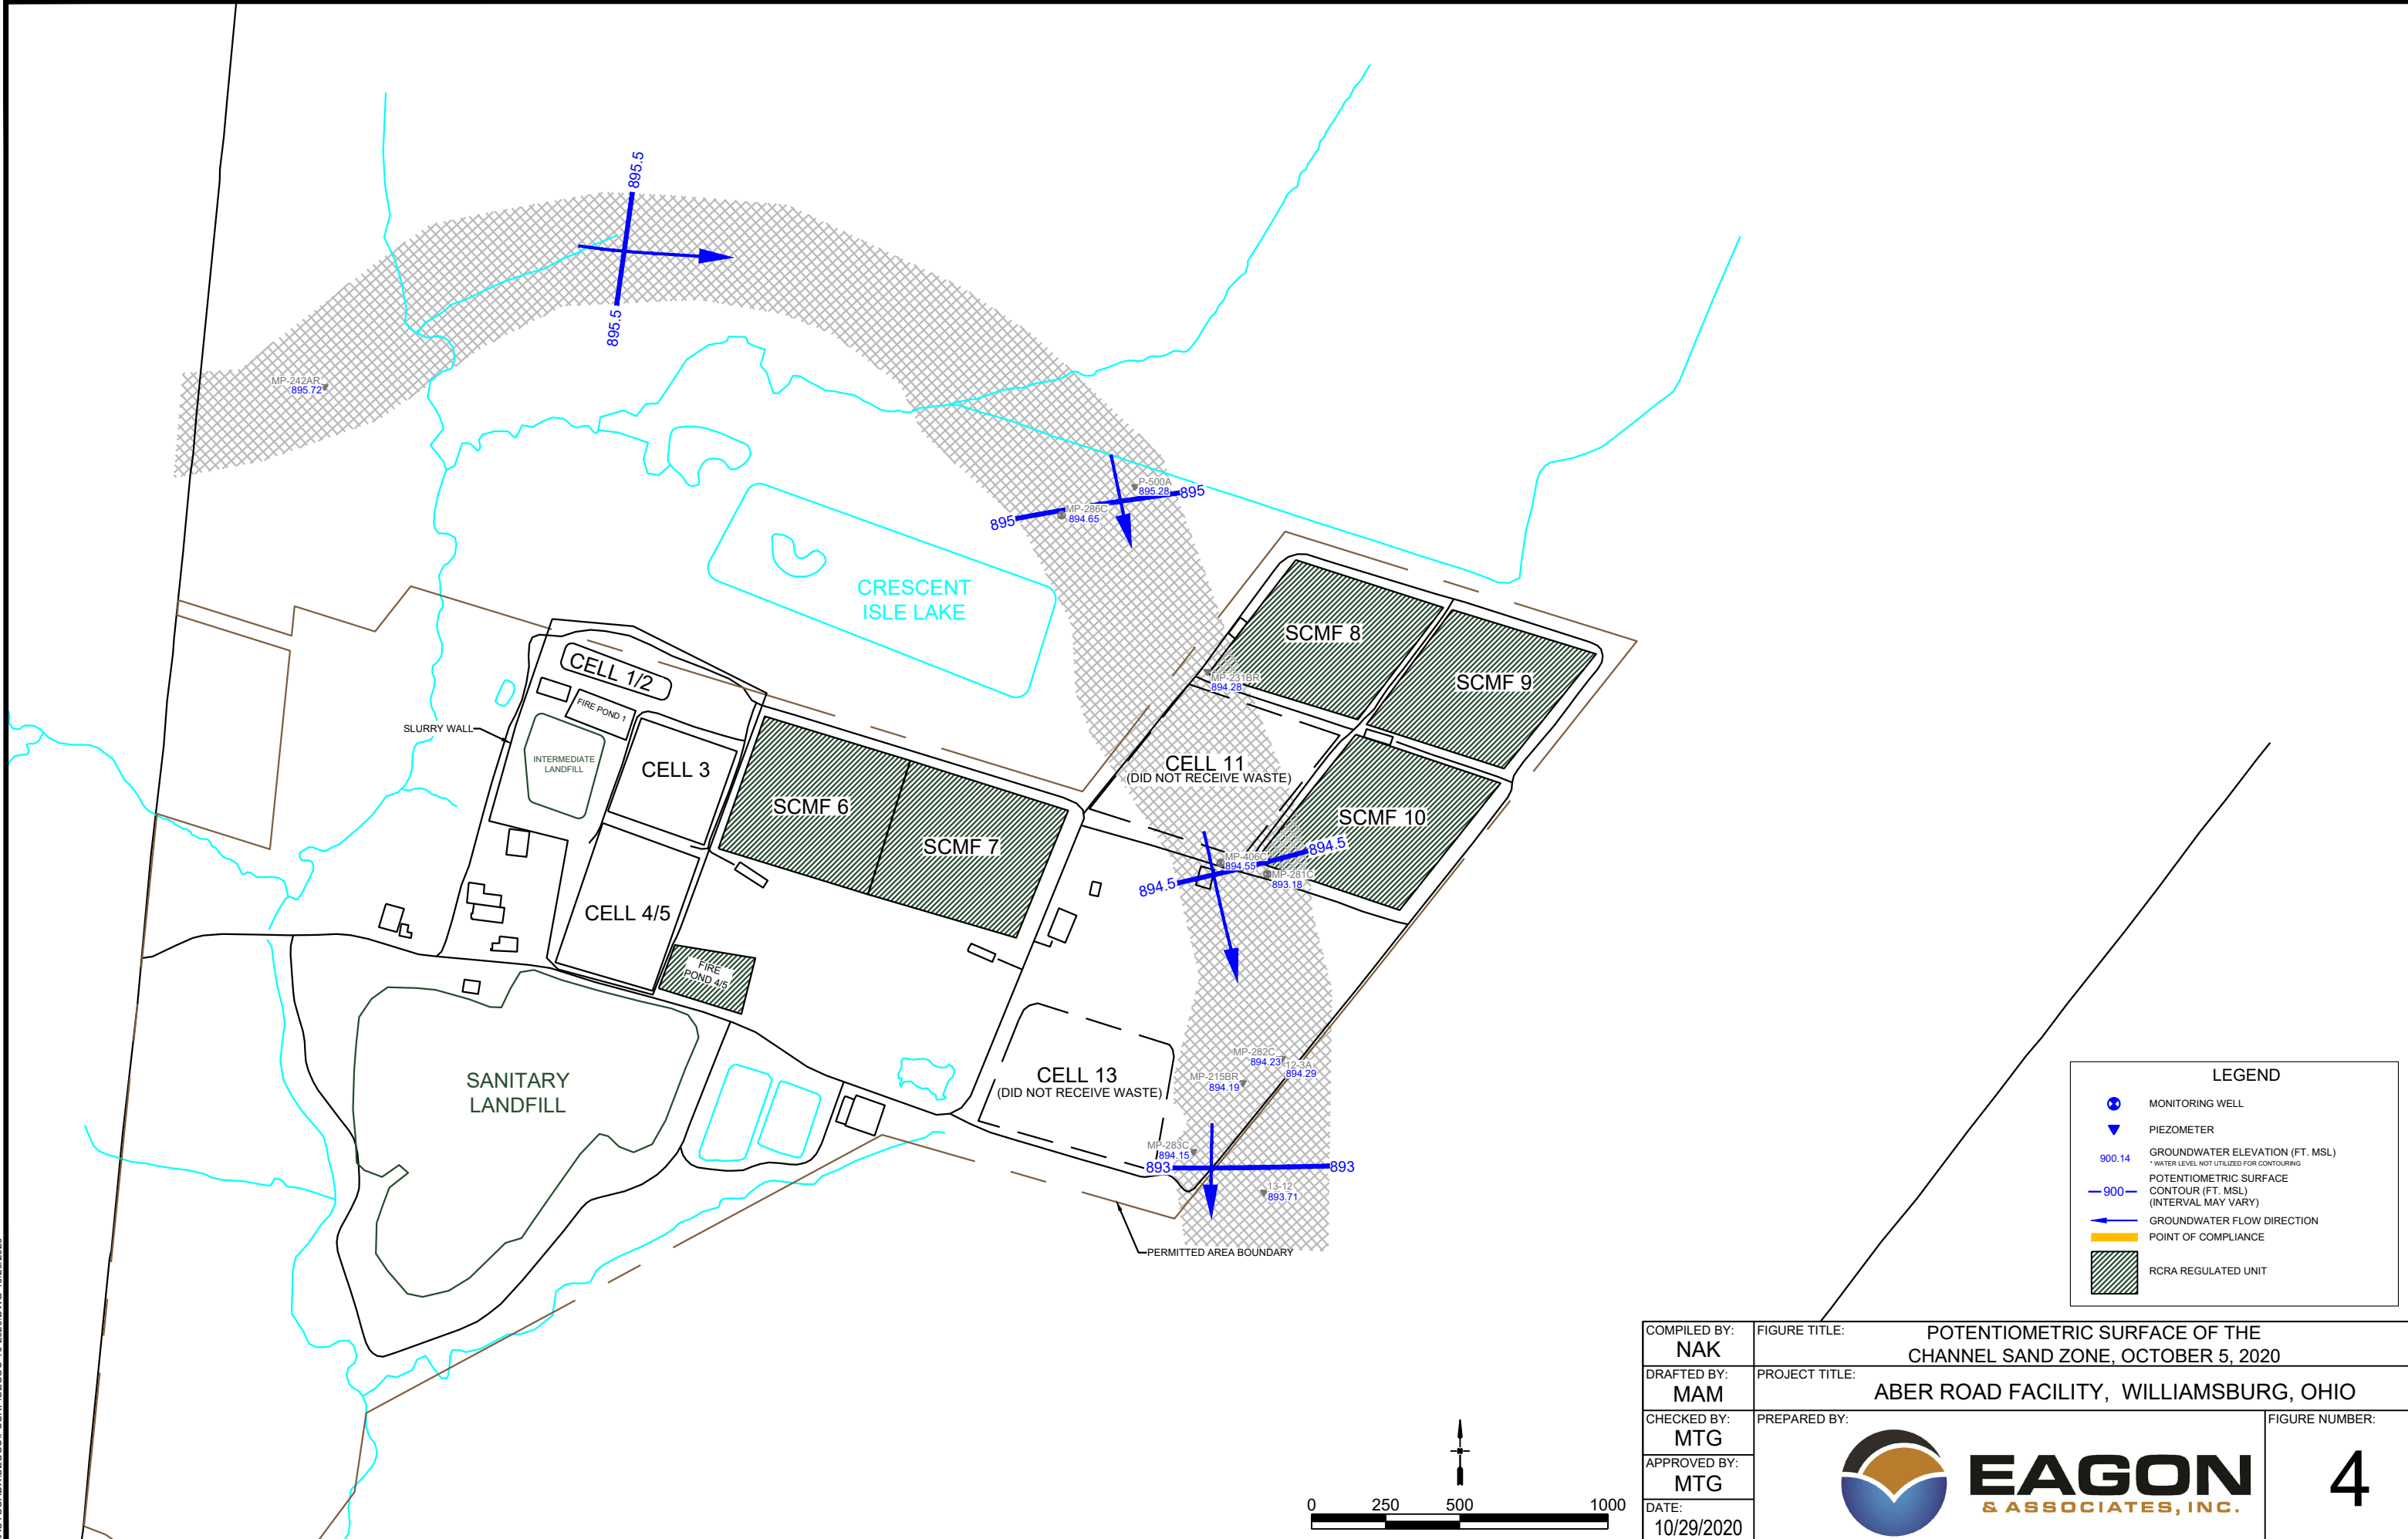 895.5
895.5
MP-242AR
895.72
P-500A
895.28
895
MP-286C
894.65
895
CRESCENT
ISLE LAKE
SCMF 8
SCMF 9
MP-231BR
894.28
CELL 1/2
FIRE POND 1
SLURRY WALL
INTERMEDIATE
LANDFILL
CELL 3
SCMF 6
SCMF 7
CELL 11
(DID NOT RECEIVE WASTE)
SCMF 10
894.5
MP-406C
894.55
MP-281C
893.18
894.5
CELL 4/5
FIRE
POND 4/5
SANITARY
LANDFILL
CELL 13
(DID NOT RECEIVE WASTE)
MP-282C
894.23
12-3A
894.29
MP-215BR
894.19
MP-283C
894.15
893
893
13-12
893.71
PERMITTED AREA BOUNDARY
LEGEND
MONITORING WELL
PIEZOMETER
900.14
GROUNDWATER ELEVATION (FT. MSL)
* WATER LEVEL NOT UTILIZED FOR CONTOURING
900
POTENTIOMETRIC SURFACE
CONTOUR (FT. MSL)
(INTERVAL MAY VARY)
GROUNDWATER FLOW DIRECTION
POINT OF COMPLIANCE
RCRA REGULATED UNIT
0 250 500 1000
COMPILED BY:
NAK
FIGURE TITLE:
POTENTIOMETRIC SURFACE OF THE
CHANNEL SAND ZONE, OCTOBER 5, 2020
DRAFTED BY:
MAM
PROJECT TITLE:
ABER ROAD FACILITY, WILLIAMSBURG, OHIO
CHECKED BY:
MTG
APPROVED BY:
MTG
DATE:
10/29/2020
PREPARED BY:
EAGON
& ASSOCIATES, INC.
FIGURE NUMBER:
4